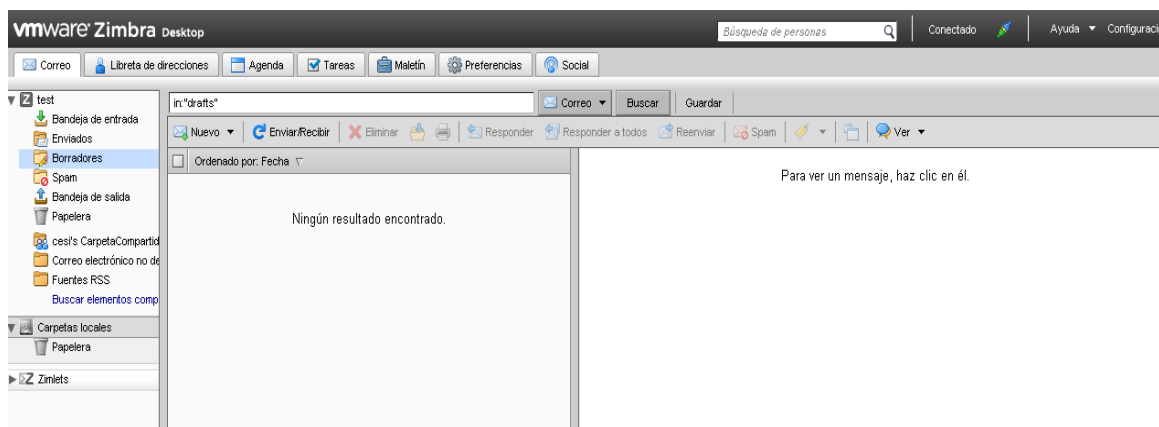 vmware® Zimbra Desktop
Búsqueda de personas
Conectado
Ayuda
Configuraci
Correo
Libreta de direcciones
Agenda
Tareas
Maletín
Preferencias
Social
test
Bandeja de entrada
Enviados
Borradores
Spam
Bandeja de salida
Papelera
cesi's CarpetaCompartid
Correo electrónico no de
Fuentes RSS
Buscar elementos comp
Carpetas locales
Papelera
Zimlets
in:"drafts"
Correo
Buscar
Guardar
Nuevo
Enviar/Recibir
Eliminar
Responder
Responder a todos
Reenviar
Spam
Ver
Ordenado por: Fecha
Ningún resultado encontrado.
Para ver un mensaje, haz clic en él.